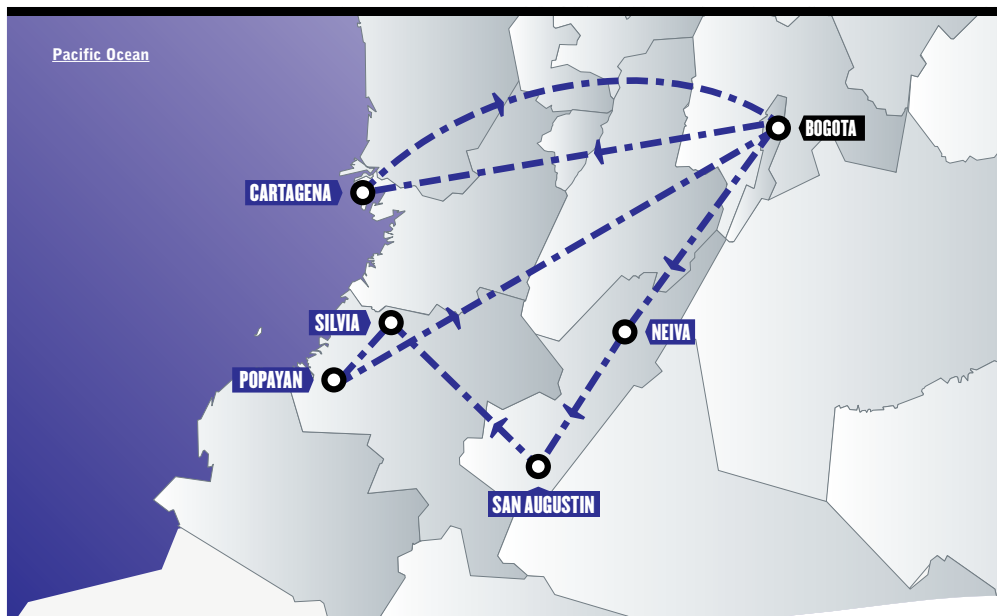 Pacific Ocean
BOGOTA
CARTAGENA
SILVIA
NEIVA
POPAYAN
SAN AUGUSTIN